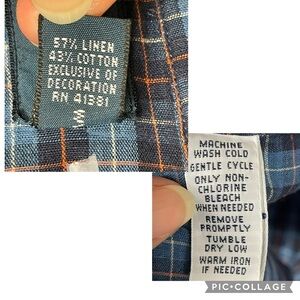 57% LINEN
43% COTTON
EXCLUSIVE OF
DECORATION
RN 41381
M
MACHINE
WASH COLD
GENTLE CYCLE
ONLY NON-
CHLORINE
BLEACH
WHEN NEEDED
REMOVE
PROMPTLY
TUMBLE
DRY LOW
WARM IRON
IF NEEDED
PIC•COLLAGE